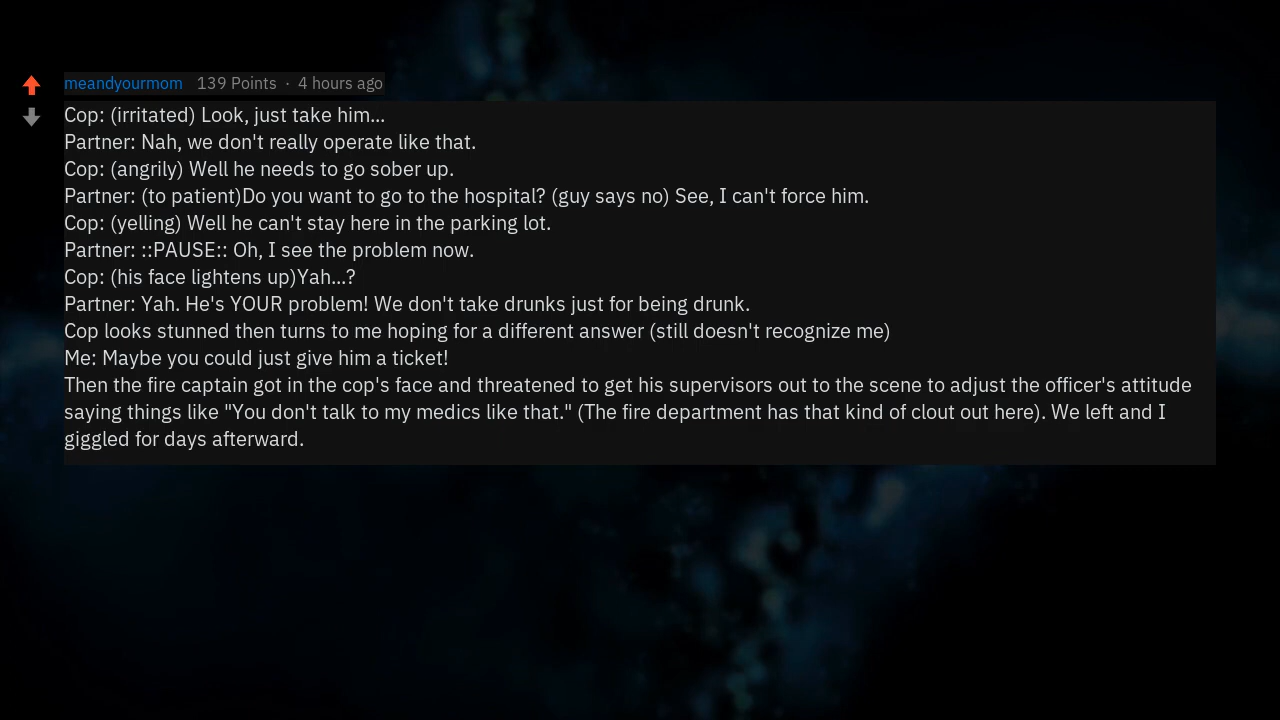 meandyourmom 139 Points · 4 hours ago
Cop: (irritated) Look, just take him...
Partner: Nah, we don't really operate like that.
Cop: (angrily) Well he needs to go sober up.
Partner: (to patient)Do you want to go to the hospital? (guy says no) See, I can't force him.
Cop: (yelling) Well he can't stay here in the parking lot.
Partner: ::PAUSE:: Oh, I see the problem now.
Cop: (his face lightens up)Yah...?
Partner: Yah. He's YOUR problem! We don't take drunks just for being drunk.
Cop looks stunned then turns to me hoping for a different answer (still doesn't recognize me)
Me: Maybe you could just give him a ticket!
Then the fire captain got in the cop's face and threatened to get his supervisors out to the scene to adjust the officer's attitude
saying things like "You don't talk to my medics like that." (The fire department has that kind of clout out here). We left and I
giggled for days afterward.